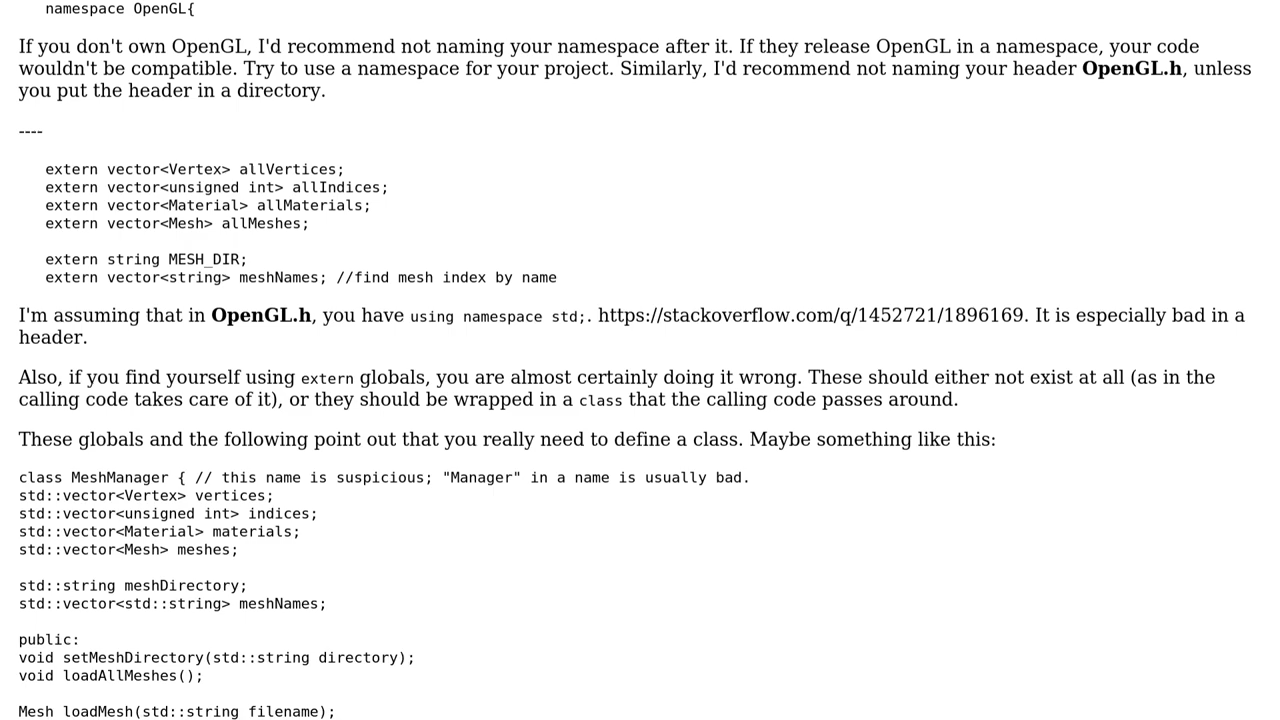 namespace OpenGL{
If you don't own OpenGL, I'd recommend not naming your namespace after it. If they release OpenGL in a namespace, your code
wouldn't be compatible. Try to use a namespace for your project. Similarly, I'd recommend not naming your header OpenGL.h, unless
you put the header in a directory.
----
extern vector<Vertex> allVertices;
extern vector<unsigned int> allIndices;
extern vector<Material> allMaterials;
extern vector<Mesh> allMeshes;
extern string MESH_DIR;
extern vector<string> meshNames; //find mesh index by name
I'm assuming that in OpenGL.h, you have using namespace std;. https://stackoverflow.com/q/1452721/1896169. It is especially bad in a
header.
Also, if you find yourself using extern globals, you are almost certainly doing it wrong. These should either not exist at all (as in the
calling code takes care of it), or they should be wrapped in a class that the calling code passes around.
These globals and the following point out that you really need to define a class. Maybe something like this:
class MeshManager { // this name is suspicious; "Manager" in a name is usually bad.
std::vector<Vertex> vertices;
std::vector<unsigned int> indices;
std::vector<Material> materials;
std::vector<Mesh> meshes;
std::string meshDirectory;
std::vector<std::string> meshNames;
public:
void setMeshDirectory(std::string directory);
void loadAllMeshes();
Mesh loadMesh(std::string filename);